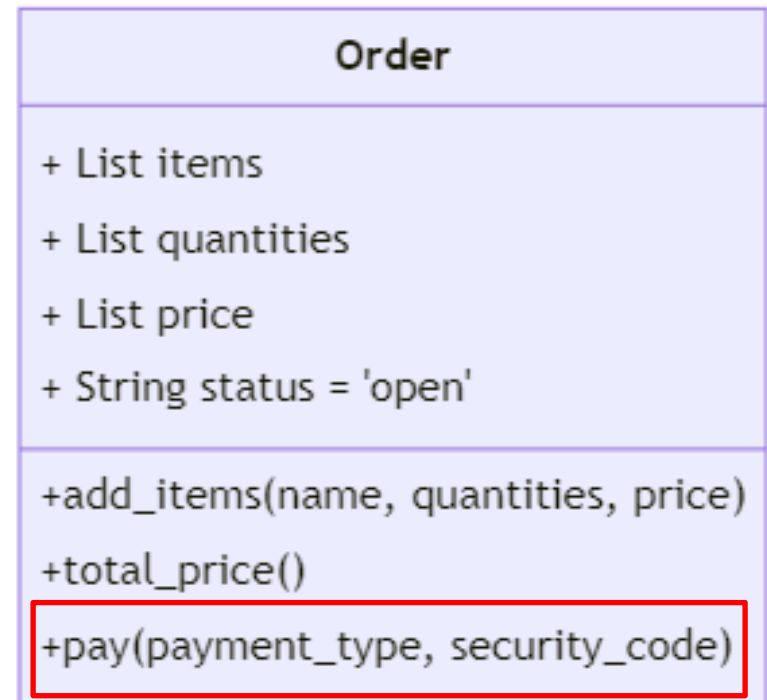 Order
+ List items
+ List quantities
+ List price
+ String status = 'open'
+add_items(name, quantities, price)
+total_price()
+pay(payment_type, security_code)